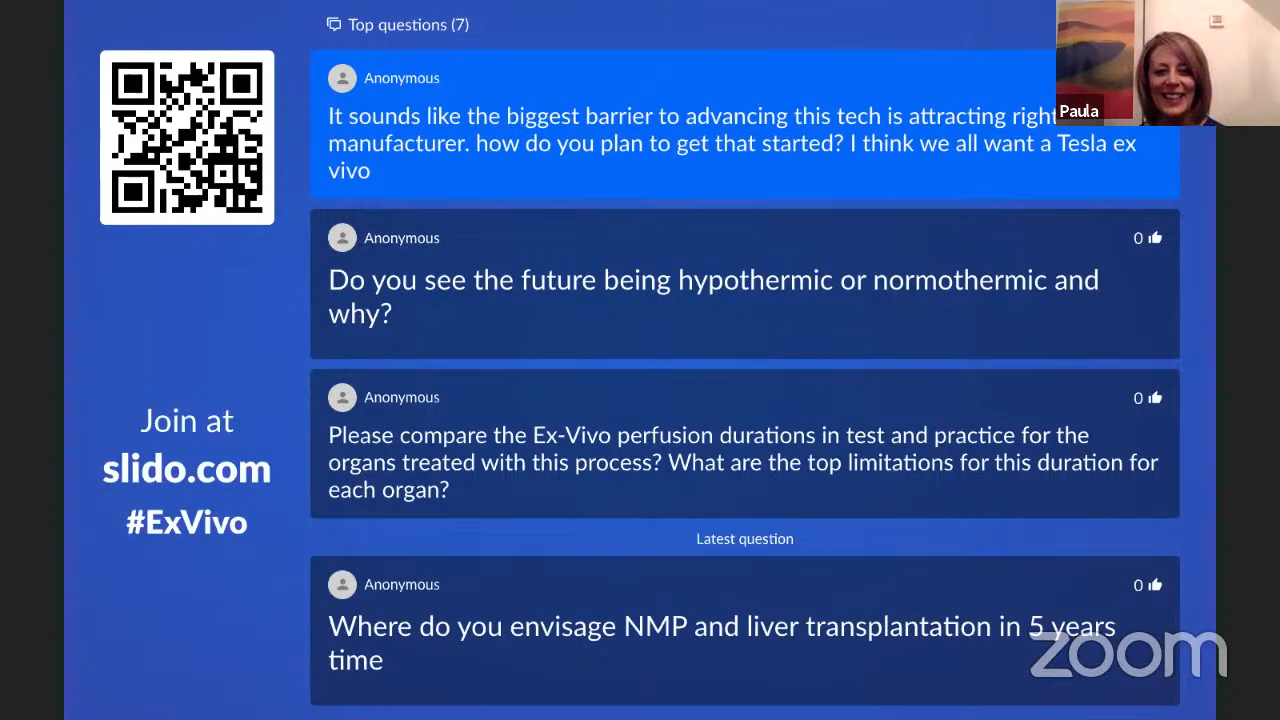 Top questions (7)
Paula
Anonymous
It sounds like the biggest barrier to advancing this tech is attracting right
manufacturer. how do you plan to get that started? I think we all want a Tesla ex
vivo
Anonymous
0
Do you see the future being hypothermic or normothermic and
why?
Anonymous
0
Please compare the Ex-Vivo perfusion durations in test and practice for the
organs treated with this process? What are the top limitations for this duration for
each organ?
Join at
slido.com
#ExVivo
Latest question
Anonymous
0
Where do you envisage NMP and liver transplantation in 5 years
time
zoom